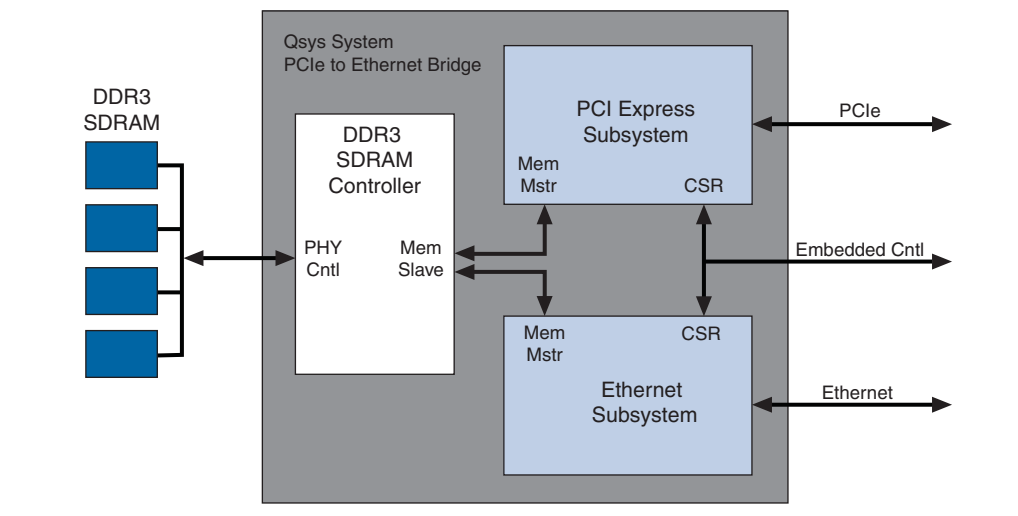 Qsys System
PCIe to Ethernet Bridge
DDR3
SDRAM
DDR3
SDRAM
Controller
PHY
Cntl
Mem
Slave
PCI Express
Subsystem
Mem
Mstr
CSR
PCIe
Embedded Cntl
Mem
Mstr
CSR
Ethernet
Subsystem
Ethernet